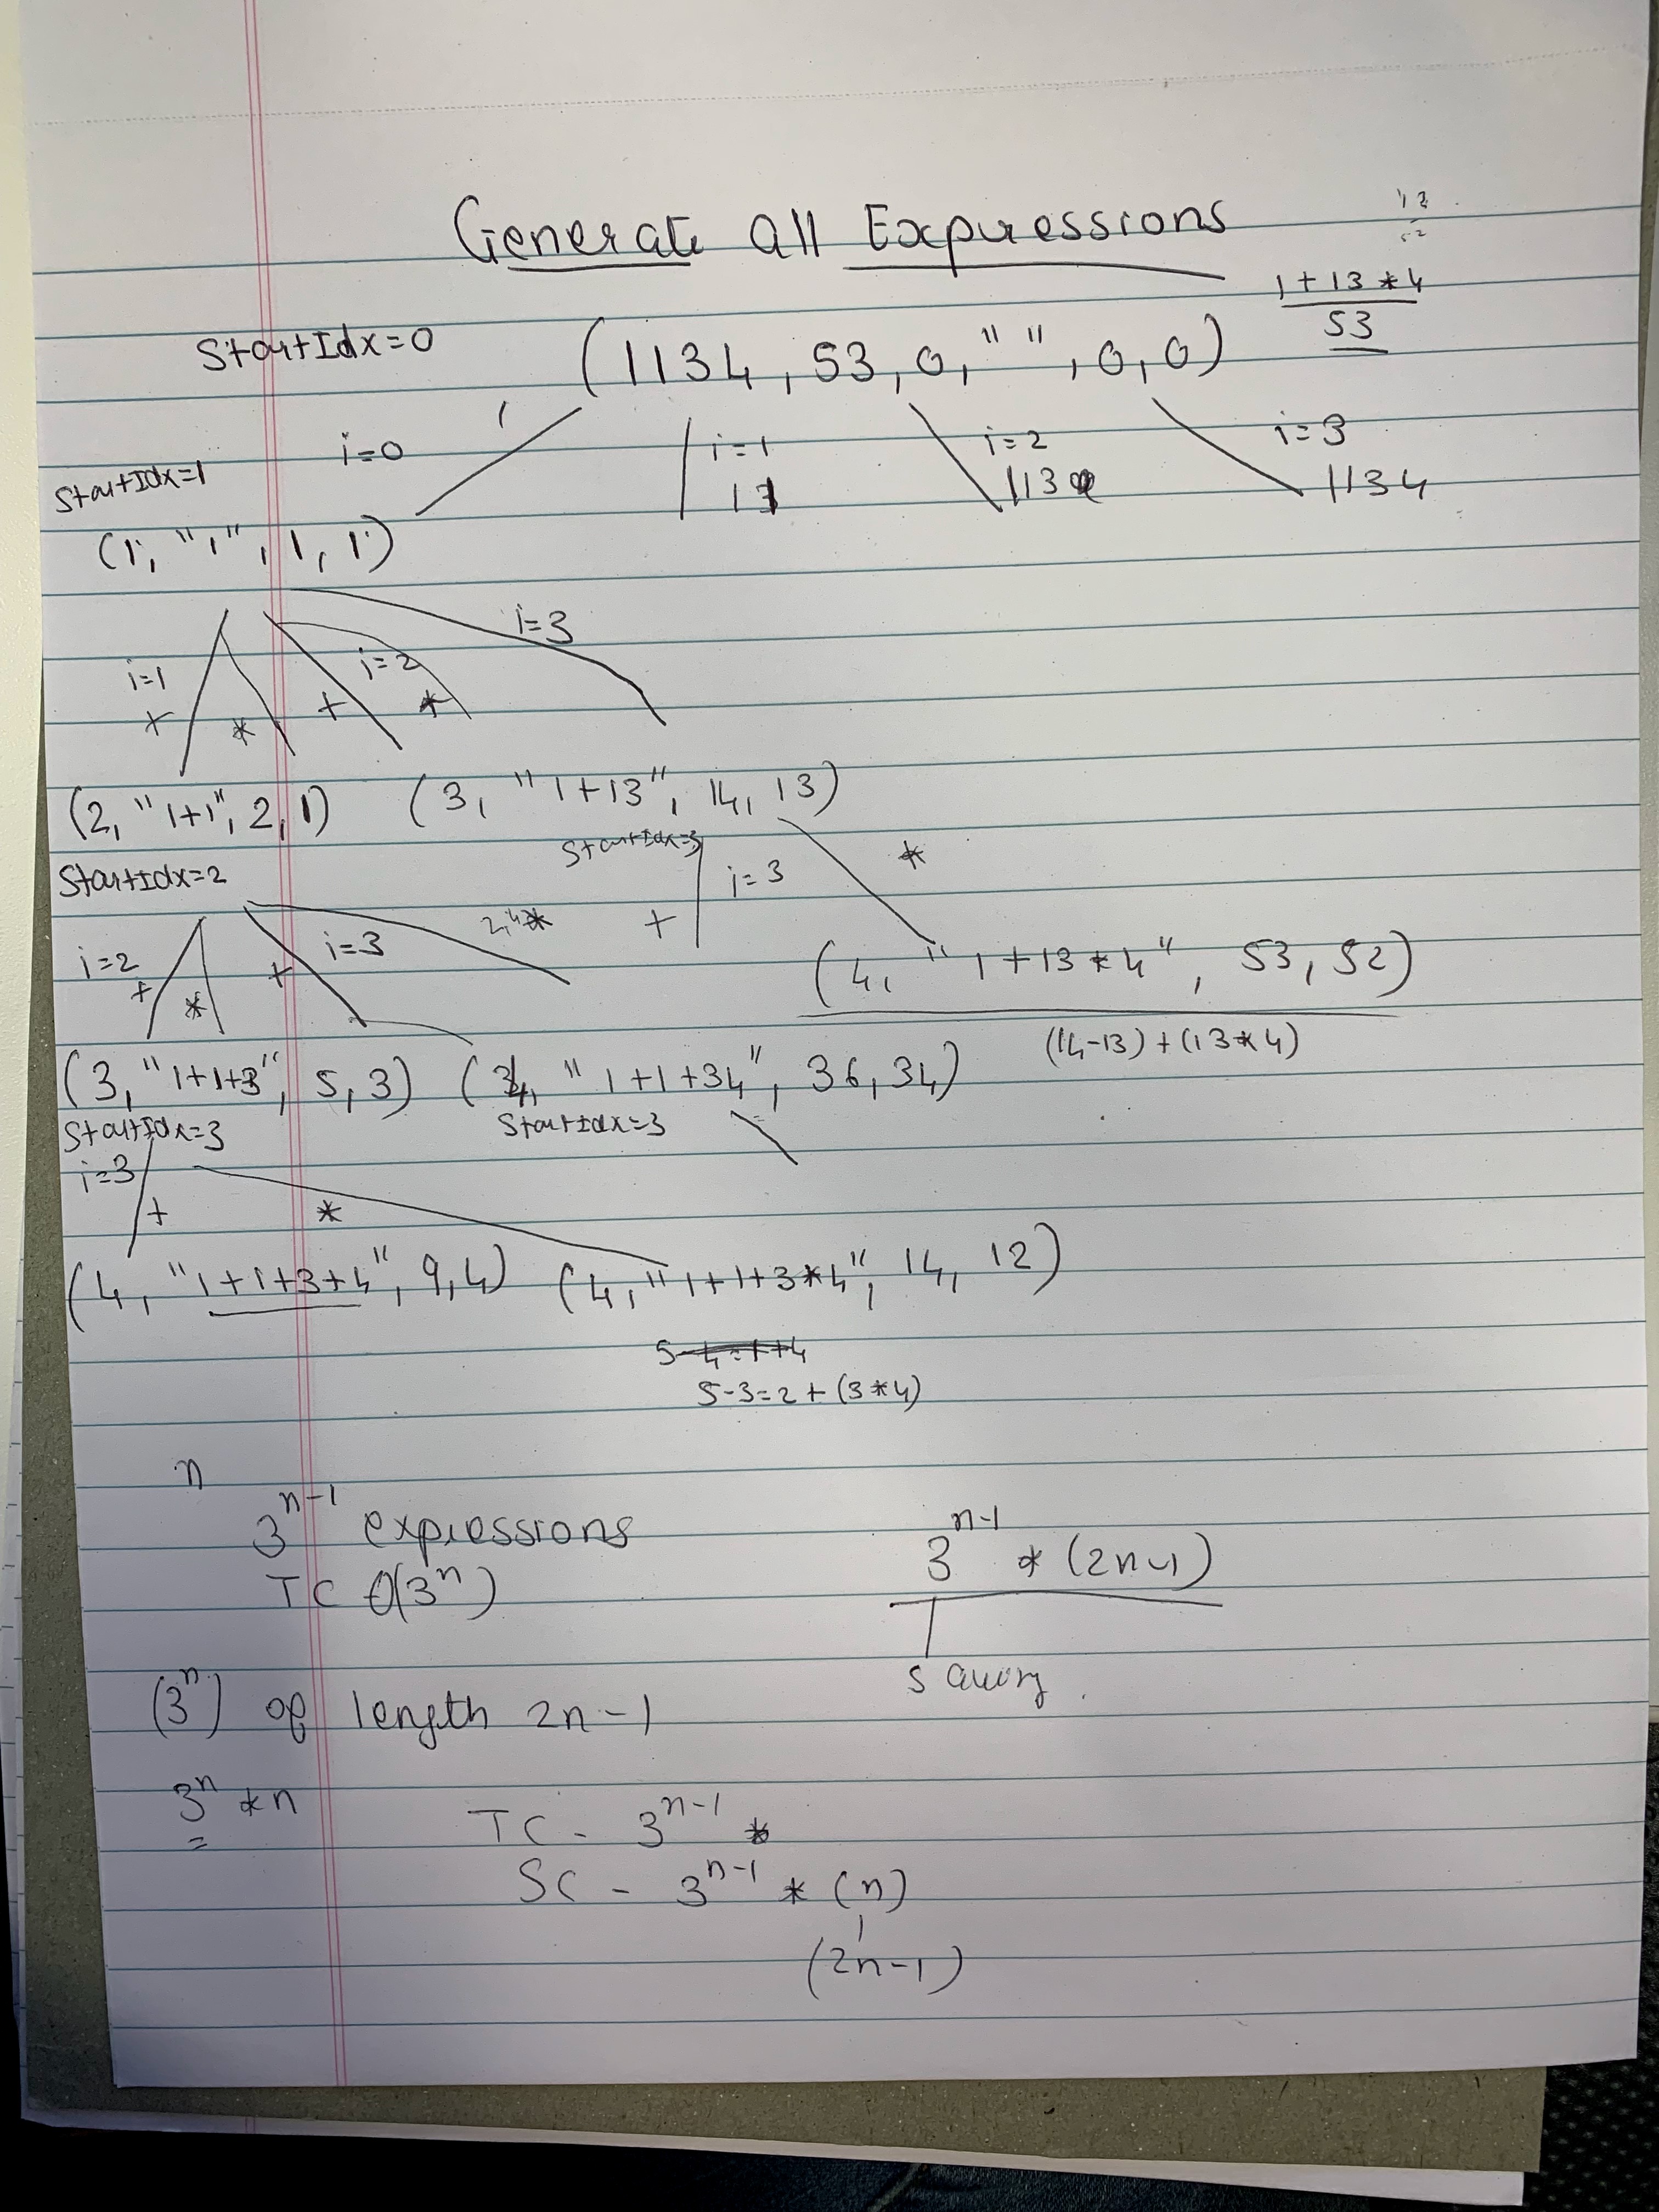 Generate all Expressions
1 + 13 * 4
53
StartIdx=0
(1134, 53, 0, " ", 0, 0)
i=0
i=1
11
i=2
113
i=3
1134
StartIdx=1
(1, "1", 1, 1)
i=1
+
*
i=2
+
*
i=3
(2, "1+1", 2, 1)
(3, "1+13", 14, 13)
StartIdx=2
StartIdx=3
i=3
+
*
i=2
+
*
i=3
+
(4, "1+13*4", 53, 52)
(14-13)+(13*4)
(3, "1+1+3", 5, 3)
(4, "1+1+34", 36, 34)
StartIdx=3
StartIdx=3
i=3
+
*
(4, "1+1+3+4", 9, 4)
(4, "1+1+3*4", 14, 12)
5-4=1+4
5-3=2+(3*4)
n
3^{n-1} expressions
TC O(3^n)
3^{n-1} * (2n-1)
(3^n) of length 2n-1
3^n * n
=
TC - 3^{n-1} *
SC - 3^{n-1} * (n)
(2n-1)